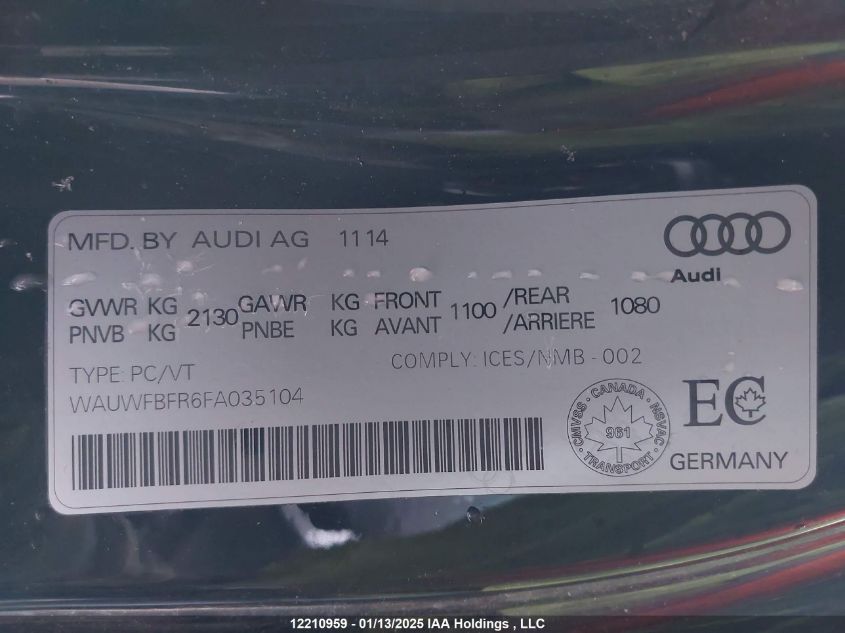 MFD. BY AUDI AG 11 14
Audi
GVWR KG 2130 GAWR KG FRONT 1100 /REAR 1080
PNVB KG PNBE KG AVANT /ARRIERE
TYPE: PC/VT COMPLY: ICES/NMB - 002
WAUWFBFR6FA035104
CMVSS - CANADA - NSVAC
961
TRANSPORT
EC
GERMANY
12210959 - 01/13/2025 IAA Holdings , LLC